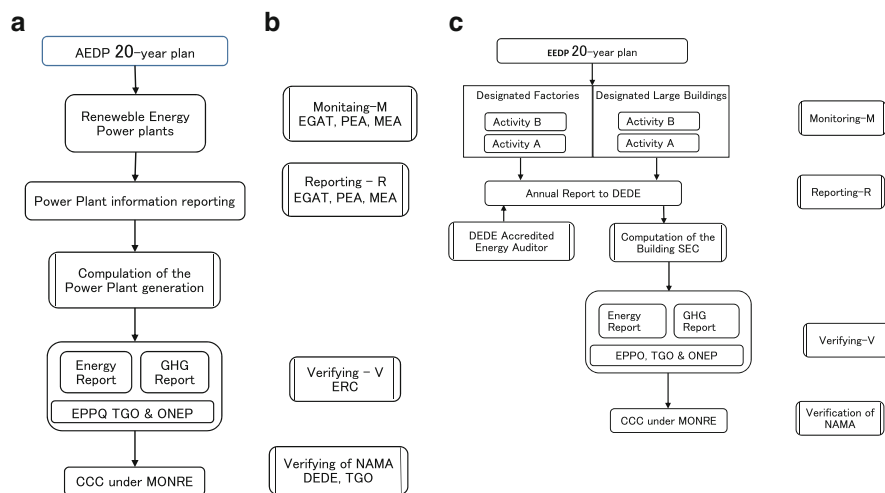 a
AEDP 20-year plan
Reneweble Energy
Power plants
Power Plant information reporting
Compulation of the
Power Plant generation
Energy
Report
GHG
Report
EPPQ TGO & ONEP
CCC under MONRE
b
Monitaing-M
EGAT, PEA, MEA
Reporting - R
EGAT, PEA, MEA
Verifying - V
ERC
Verifying of NAMA
DEDE, TGO
c
EEDP 20-year plan
Designated Factories
Designated Large Buildings
Activity B
Activity B
Activity A
Activity A
Annual Report to DEDE
DEDE Accredited
Energy Auditor
Computation of the
Building SEC
Energy
Report
GHG
Report
EPPO, TGO & ONEP
CCC under MONRE
Monitoring-M
Reporting-R
Verifying-V
Verification of
NAMA